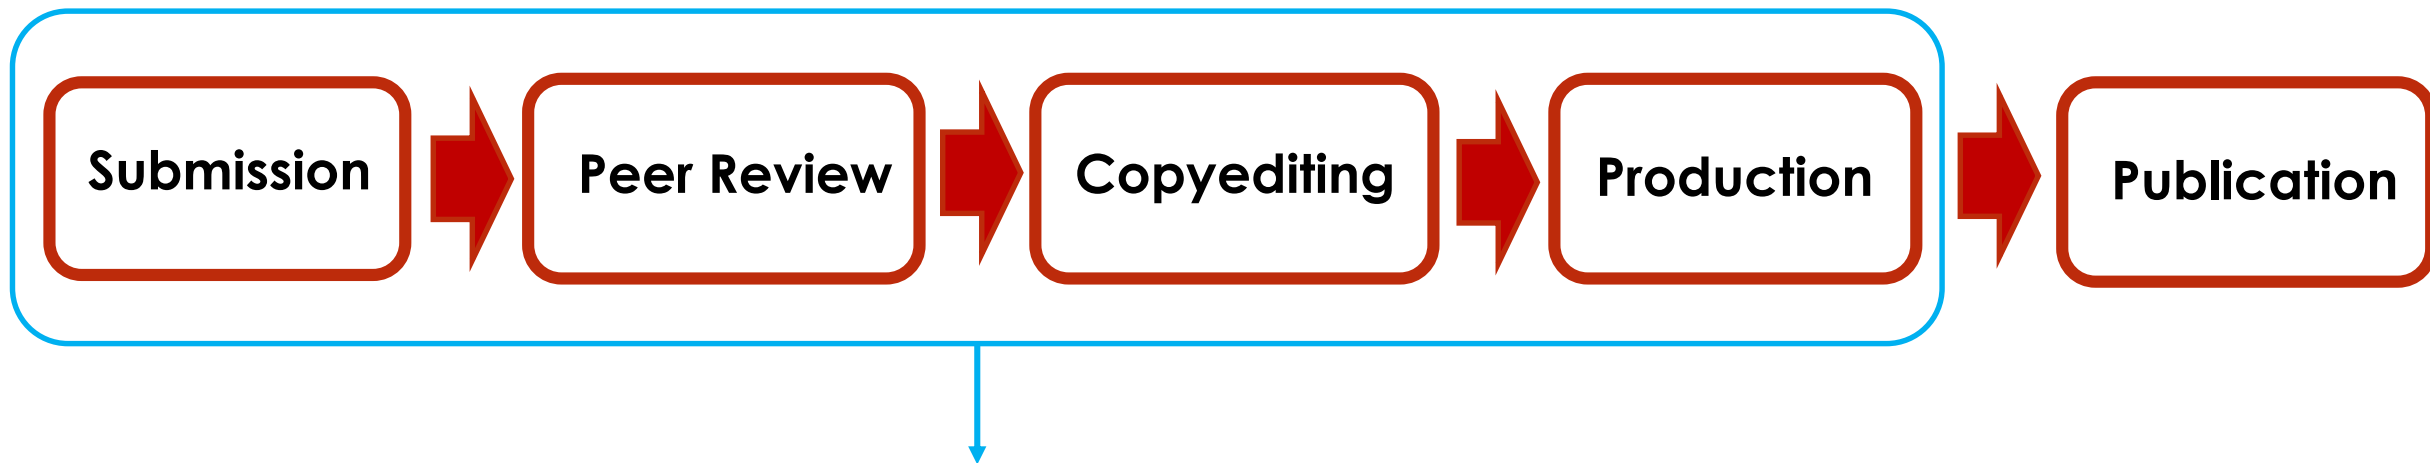 Submission
Peer Review
Copyediting
Production
Publication